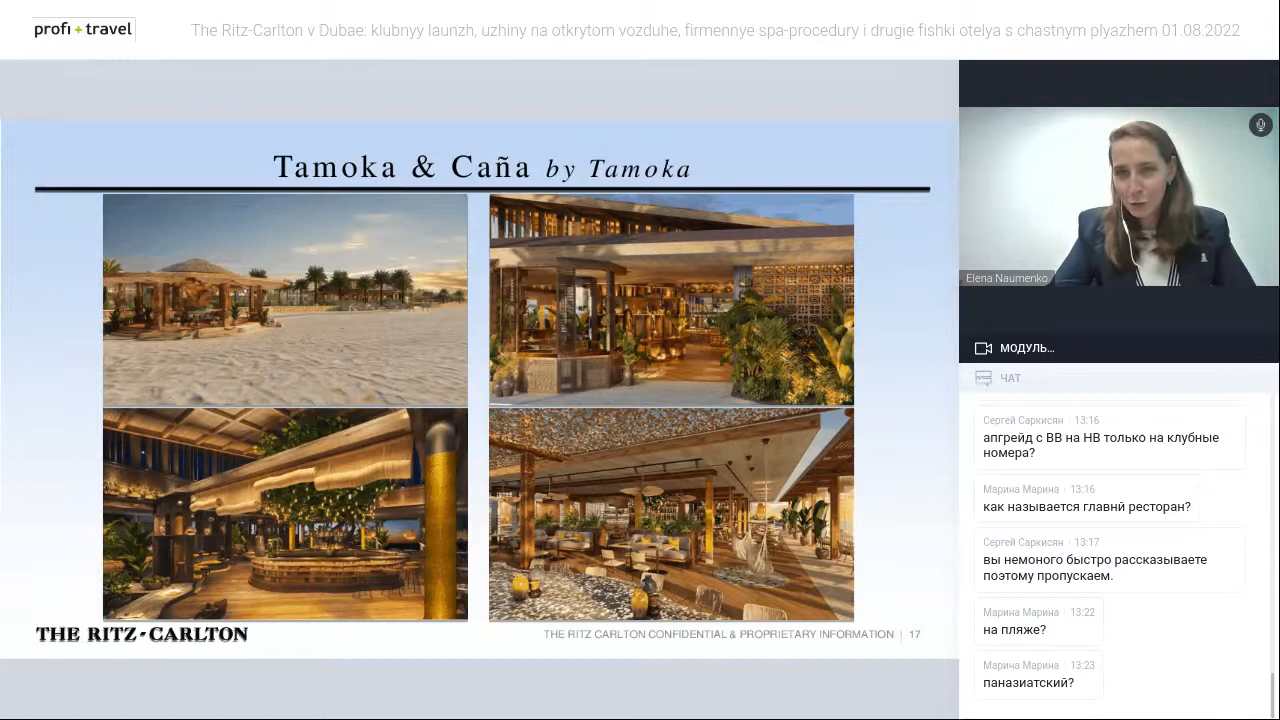 profi+travel
The Ritz-Carlton v Dubae: klubnyy launzh, uzhiny na otkrytom vozduhe, firmennye spa-procedury i drugie fishki otelya s chastnym plyazhem 01.08.2022
Tamoka & Caña by Tamoka
THE RITZ-CARLTON
THE RITZ CARLTON CONFIDENTIAL & PROPRIETARY INFORMATION | 17
Elena Naumenko
МОДУЛЬ...
ЧАТ
Сергей Саркисян 13:16
апгрейд с ВВ на НВ только на клубные
номера?
Марина Марина 13:16
как называется главнй ресторан?
Сергей Саркисян 13:17
вы немоного быстро рассказываете
поэтому пропускаем.
Марина Марина 13:22
на пляже?
Марина Марина 13:23
паназиатский?